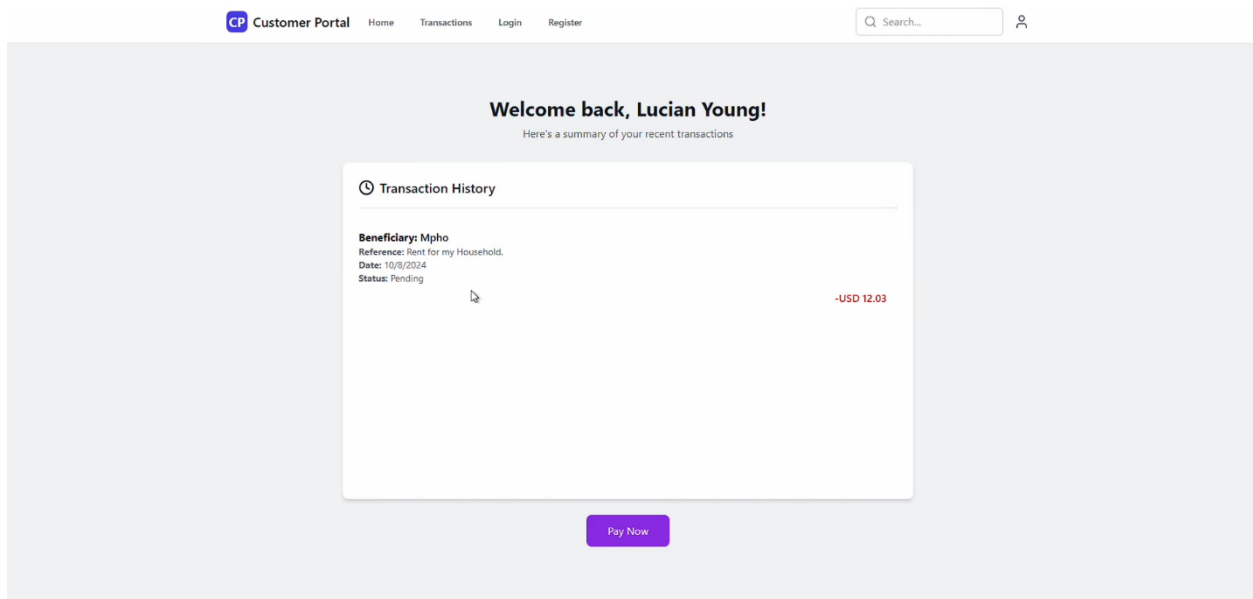 CP Customer Portal Home Transactions Login Register Search...
Welcome back, Lucian Young!
Here's a summary of your recent transactions
Transaction History
Beneficiary: Mpho
Reference: Rent for my Household.
Date: 10/8/2024
Status: Pending
-USD 12.03
Pay Now